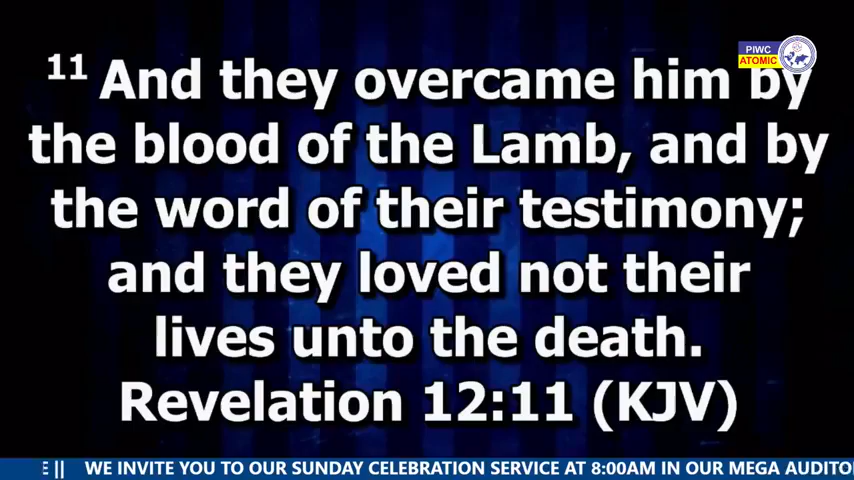 PIWC
ATOMIC
11 And they overcame him by
the blood of the Lamb, and by
the word of their testimony;
and they loved not their
lives unto the death.
Revelation 12:11 (KJV)
E || WE INVITE YOU TO OUR SUNDAY CELEBRATION SERVICE AT 8:00AM IN OUR MEGA AUDITO